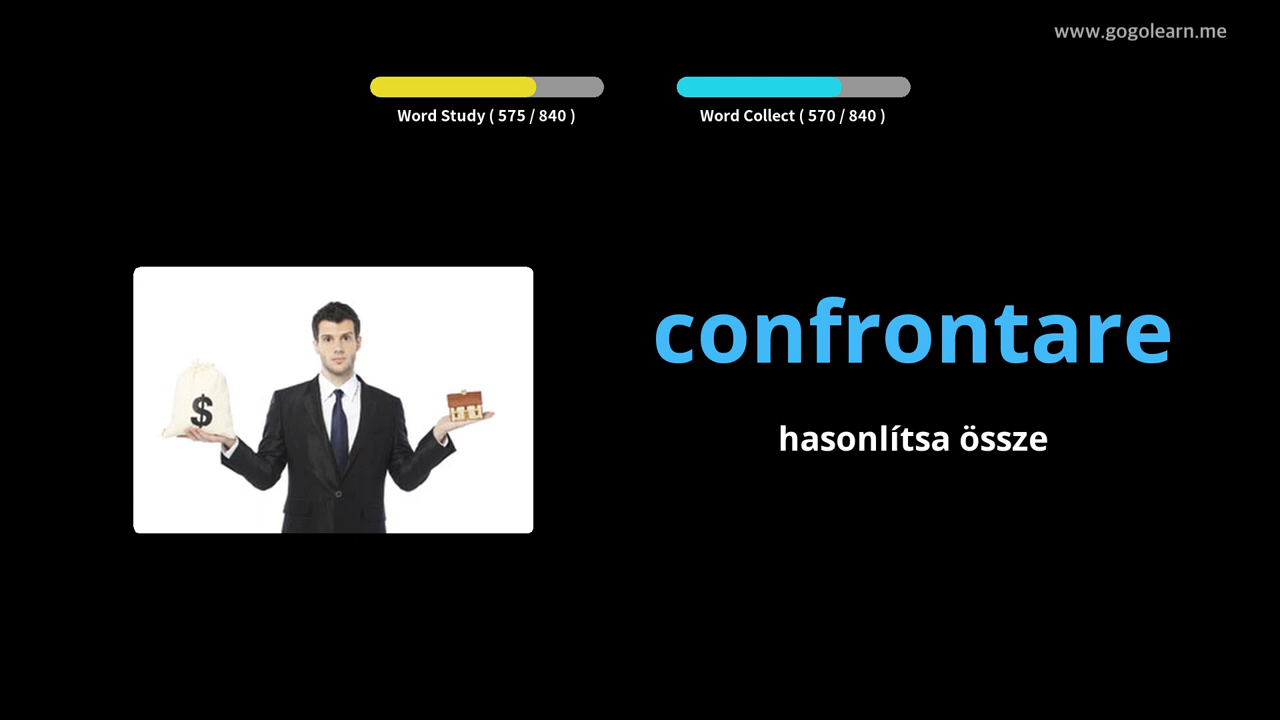 www.gogolearn.me
Word Study ( 575 / 840 )
Word Collect ( 570 / 840 )
confrontare
$
hasonlítsa össze